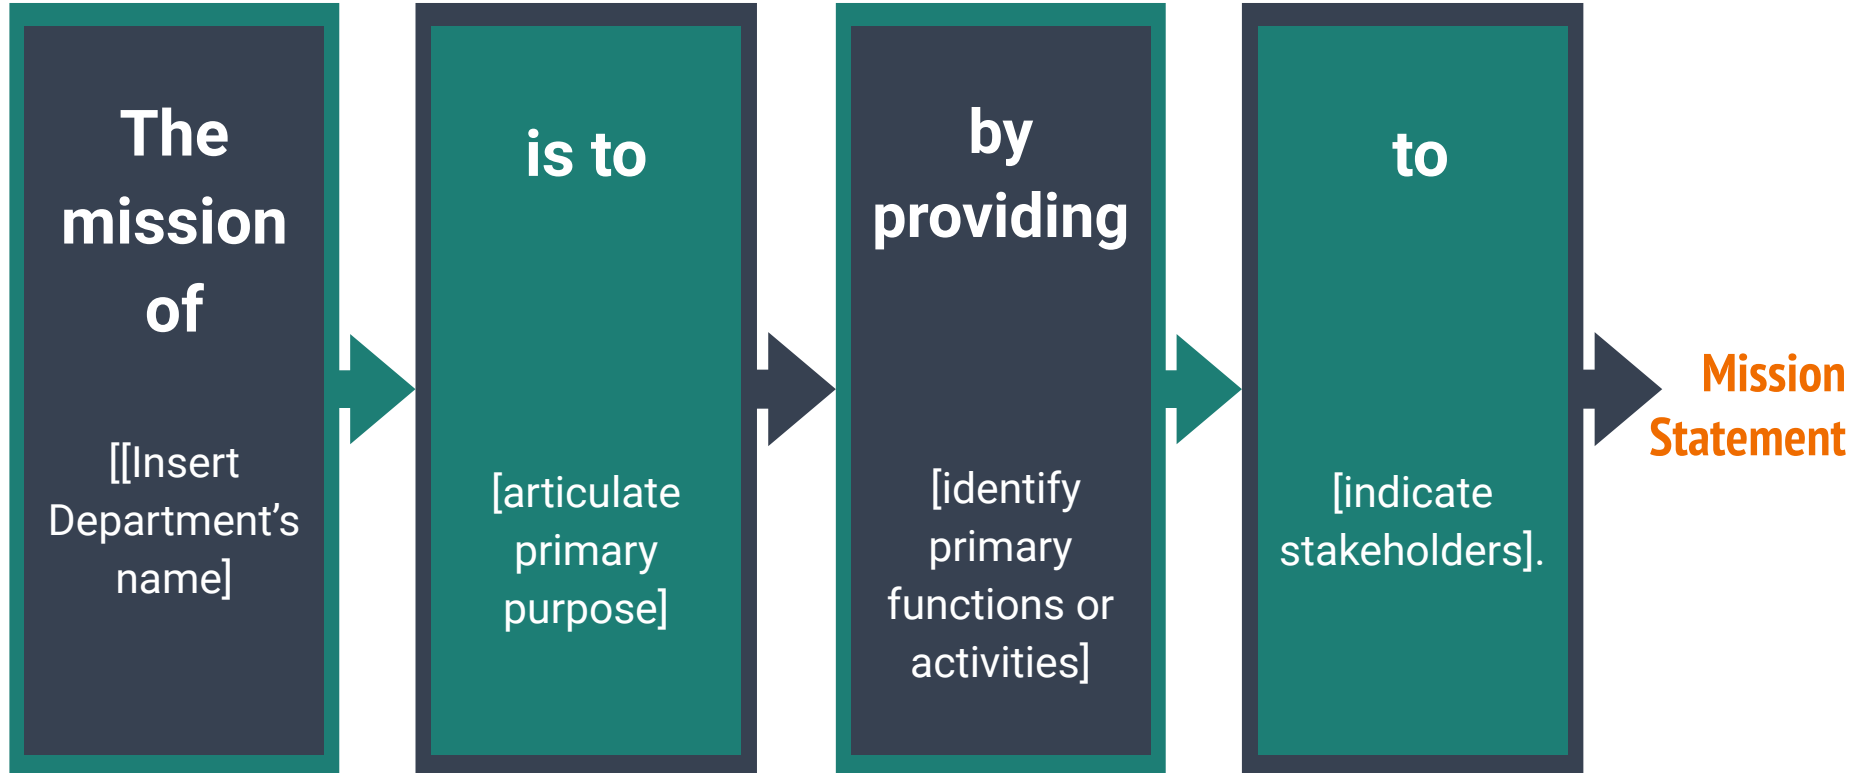 The
mission
of
[[Insert
Department’s
name]
is to
[articulate
primary
purpose]
by
providing
[identify
primary
functions or
activities]
to
[indicate
stakeholders].
Mission
Statement